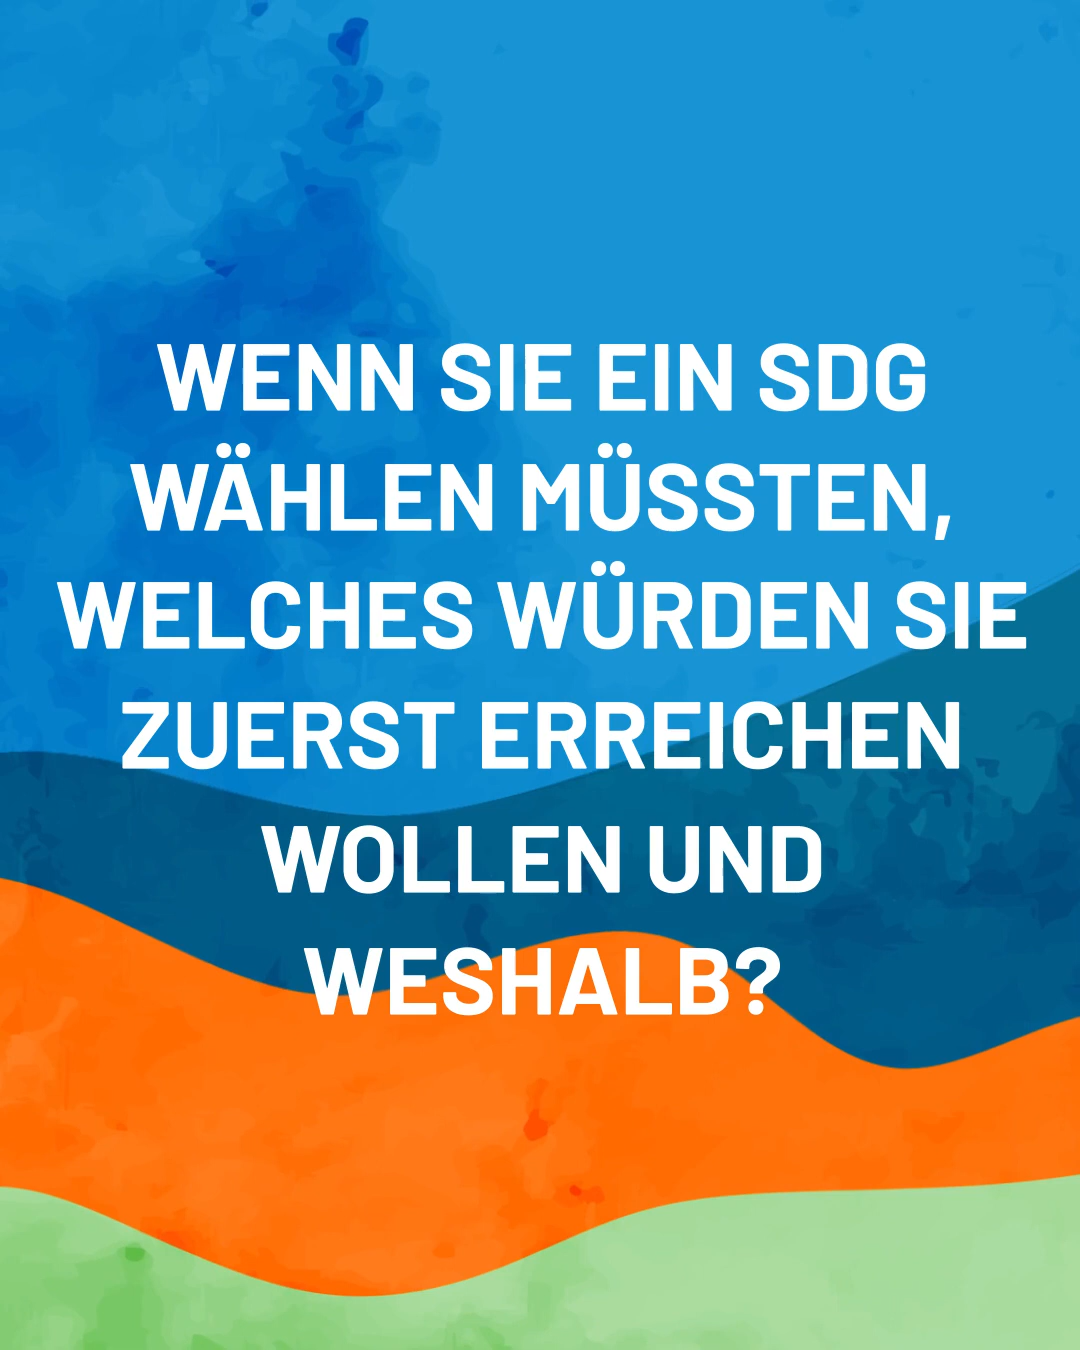 WENN SIE EIN SDG
WÄHLEN MÜSSTEN,
WELCHES WÜRDEN SIE
ZUERST ERREICHEN
WOLLEN UND
WESHALB?